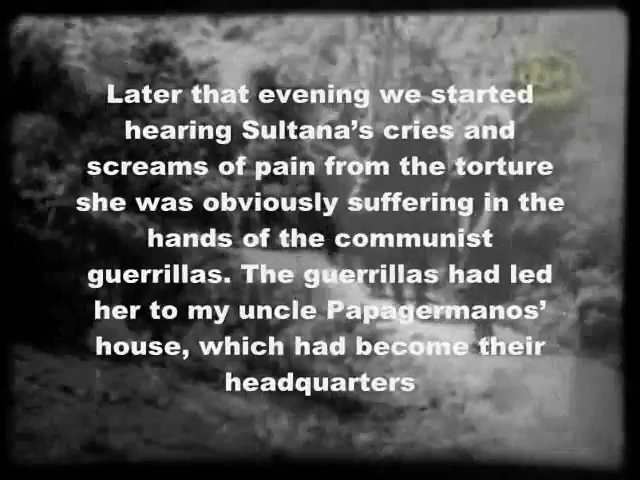 Later that evening we started
hearing Sultana’s cries and
screams of pain from the torture
she was obviously suffering in the
hands of the communist
guerrillas. The guerrillas had led
her to my uncle Papagermanos’
house, which had become their
headquarters